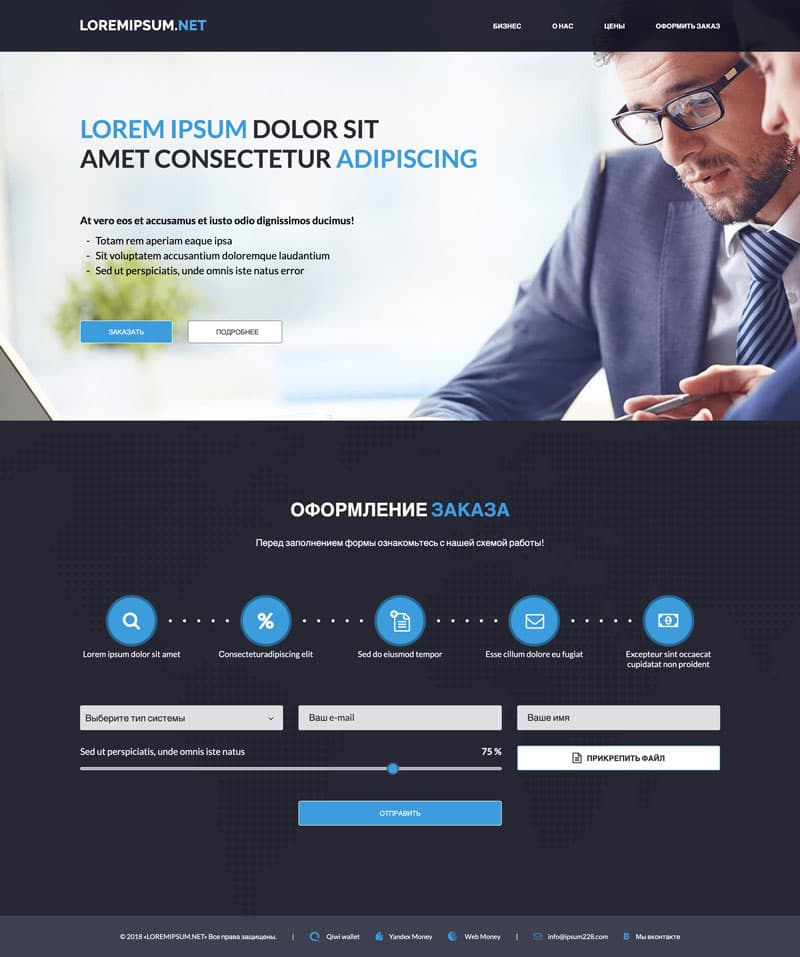 LOREMIPSUM.NET
БИЗНЕС О НАС ЦЕНЫ ОФОРМИТЬ ЗАКАЗ
LOREM IPSUM DOLOR SIT
AMET CONSECTETUR ADIPISCING
At vero eos et accusamus et iusto odio dignissimos ducimus!
- Totam rem aperiam eaque ipsa
- Sit voluptatem accusantium doloremque laudantium
- Sed ut perspiciatis, unde omnis iste natus error
ЗАКАЗАТЬ ПОДРОБНЕЕ
ОФОРМЛЕНИЕ ЗАКАЗА
Перед заполнением формы ознакомьтесь с нашей схемой работы!
Lorem ipsum dolor sit amet
Consecteturadipiscing elit
Sed do eiusmod tempor
Esse cillum dolore eu fugiat
Excepteur sint occaecat
cupidatat non proident
Выберите тип системы
Ваш e-mail
Ваше имя
Sed ut perspiciatis, unde omnis iste natus 75 %
ПРИКРЕПИТЬ ФАЙЛ
ОТПРАВИТЬ
© 2018 «LOREMIPSUM.NET» Все права защищены. | Qiwi wallet Yandex Money Web Money | info@ipsum228.com В Мы вконтакте